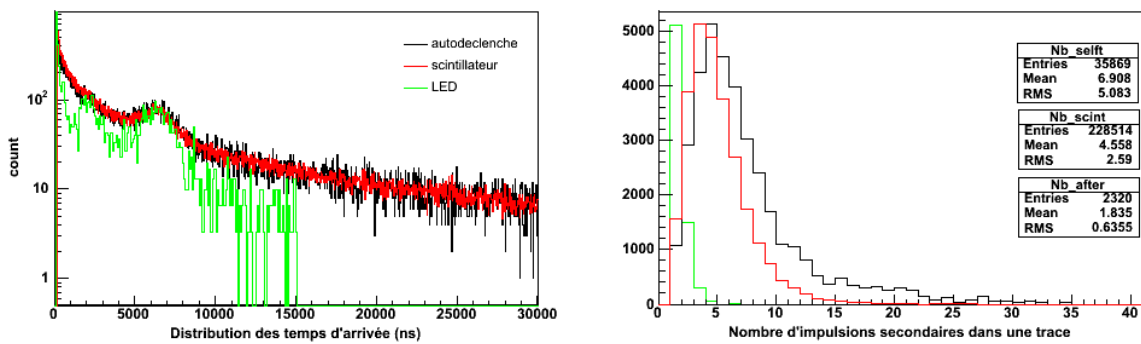 autodeclenche
scintillateur
LED
count
10²
10
1
0 5000 10000 15000 20000 25000 30000
Distribution des temps d'arrivée (ns)
5000
4000
3000
2000
1000
0
0 5 10 15 20 25 30 35 40
Nombre d'impulsions secondaires dans une trace
Nb_selft
Entries 35869
Mean 6.908
RMS 5.083
Nb_scint
Entries 228514
Mean 4.558
RMS 2.59
Nb_after
Entries 2320
Mean 1.835
RMS 0.6355